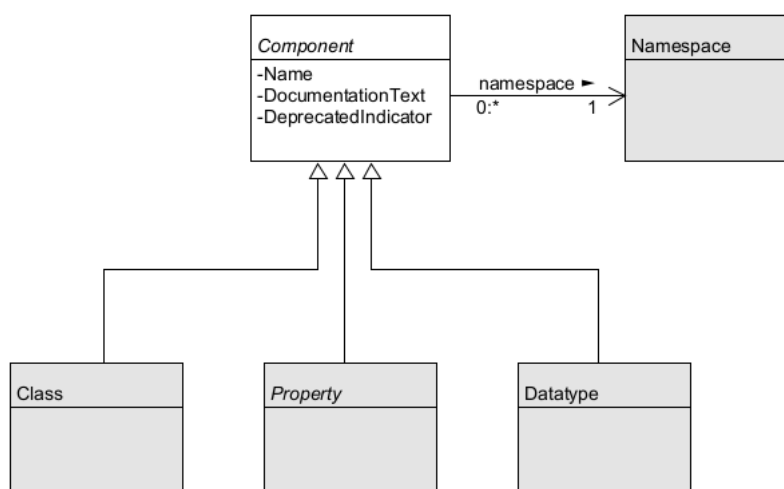 Component
-Name
-DocumentationText
-DeprecatedIndicator
namespace ►
0:*
1
Namespace
Class
Property
Datatype